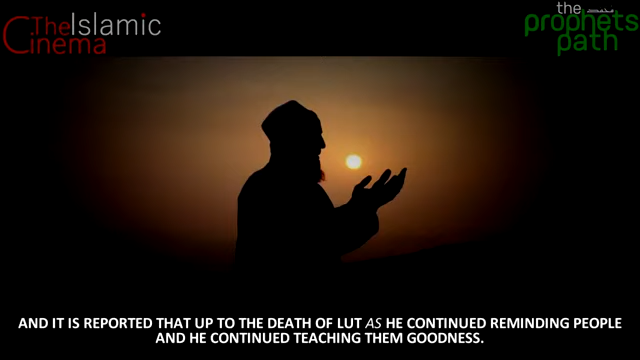 The Islamic
Cinema
the
prophets
path
AND IT IS REPORTED THAT UP TO THE DEATH OF LUT AS HE CONTINUED REMINDING PEOPLE
AND HE CONTINUED TEACHING THEM GOODNESS.